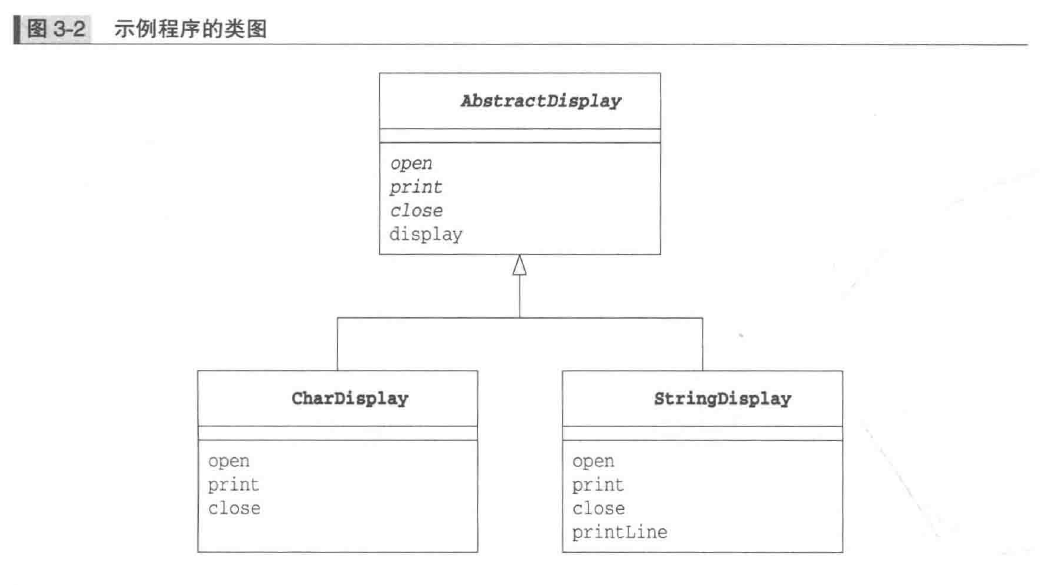 图 3-2 示例程序的类图
AbstractDisplay
open
print
close
display
CharDisplay
open
print
close
StringDisplay
open
print
close
printLine